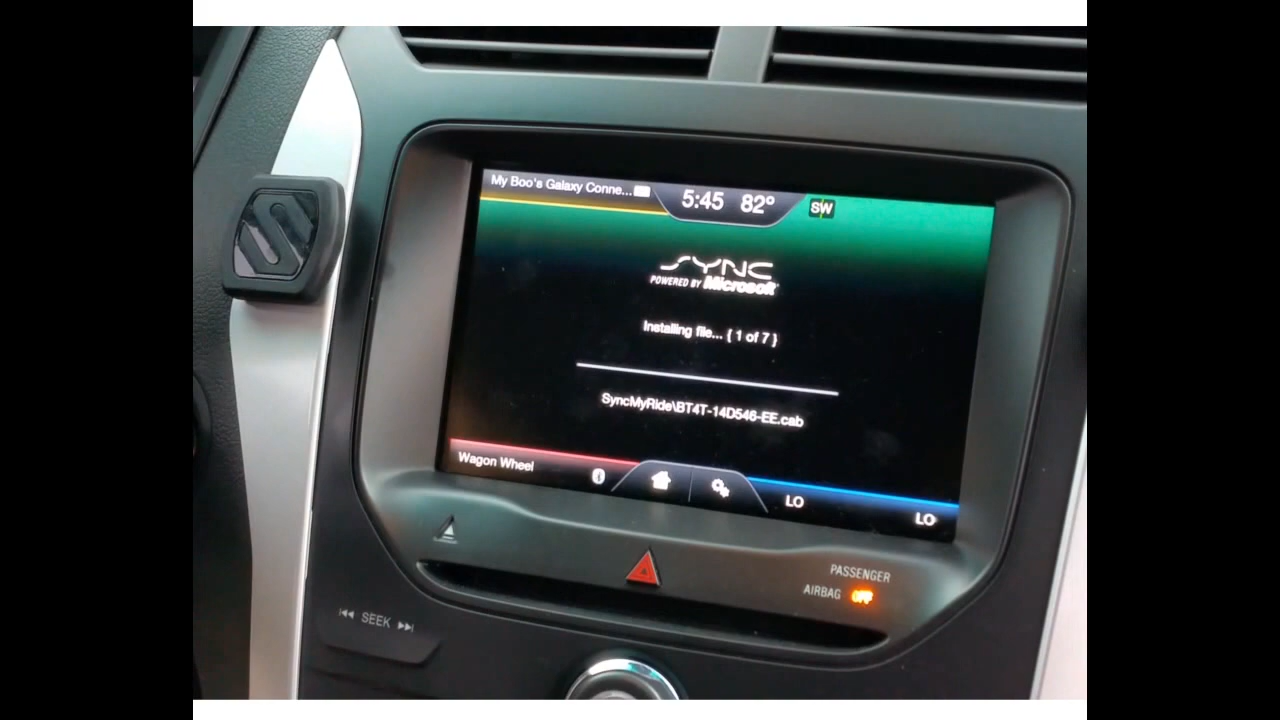 My Boo's Galaxy Conne...
5:45 82°
SW
SYNC
POWERED BY Microsoft
Installing file... { 1 of 7 }
SyncMyRide\BT4T-14D546-EE.cab
Wagon Wheel
LO
LO
PASSENGER
AIRBAG OFF
SEEK